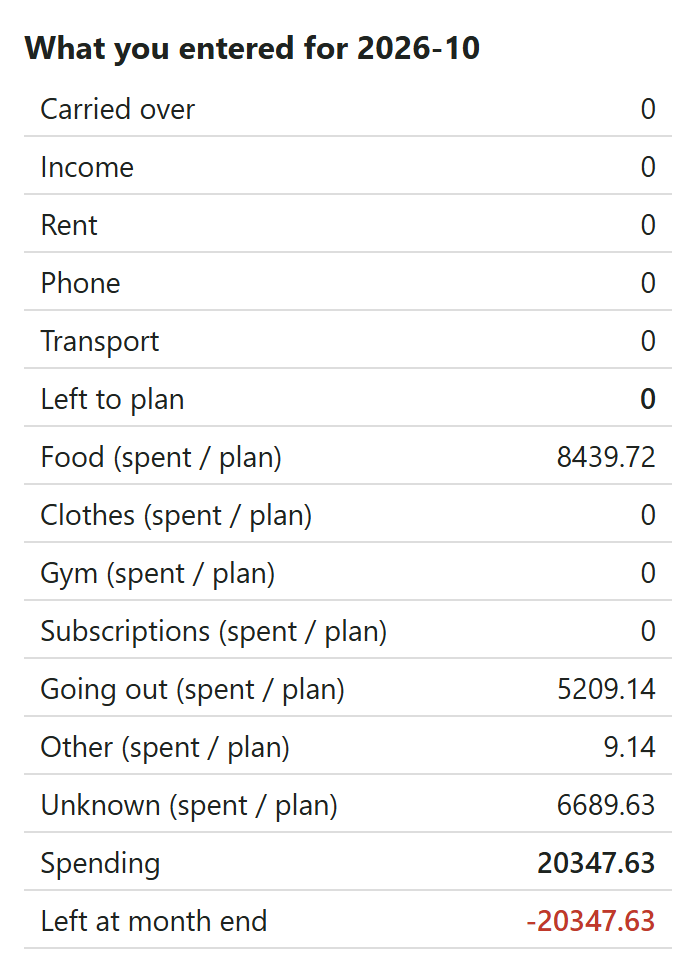 What you entered for 2026-10
Carried over 0
Income 0
Rent 0
Phone 0
Transport 0
Left to plan 0
Food (spent / plan) 8439.72
Clothes (spent / plan) 0
Gym (spent / plan) 0
Subscriptions (spent / plan) 0
Going out (spent / plan) 5209.14
Other (spent / plan) 9.14
Unknown (spent / plan) 6689.63
Spending 20347.63
Left at month end -20347.63